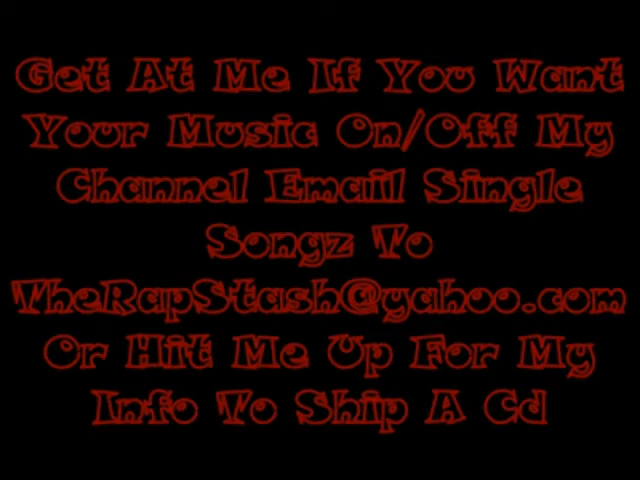 Get At Me If You Want
Your Music On/Off My
Channel Email Single
Songz To
TheRapStash@yahoo.com
Or Hit Me Up For My
Info To Ship A Cd